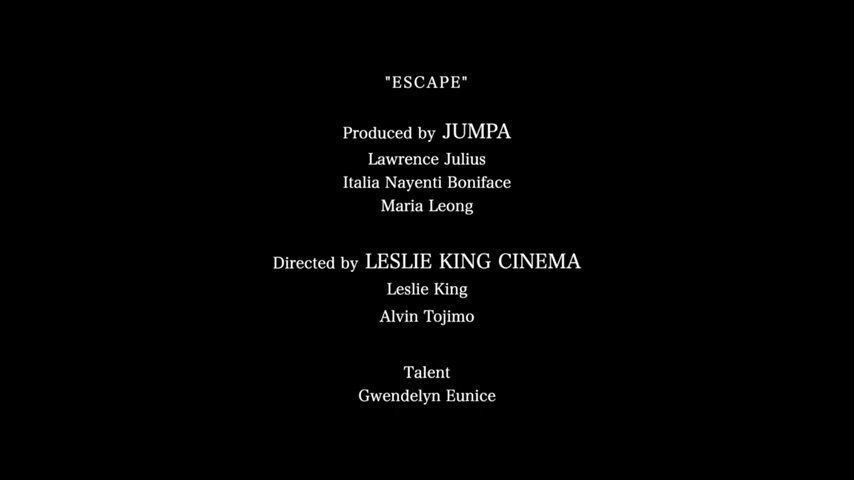 "ESCAPE"
Produced by JUMPA
Lawrence Julius
Italia Nayenti Boniface
Maria Leong
Directed by LESLIE KING CINEMA
Leslie King
Alvin Tojimo
Talent
Gwendelyn Eunice